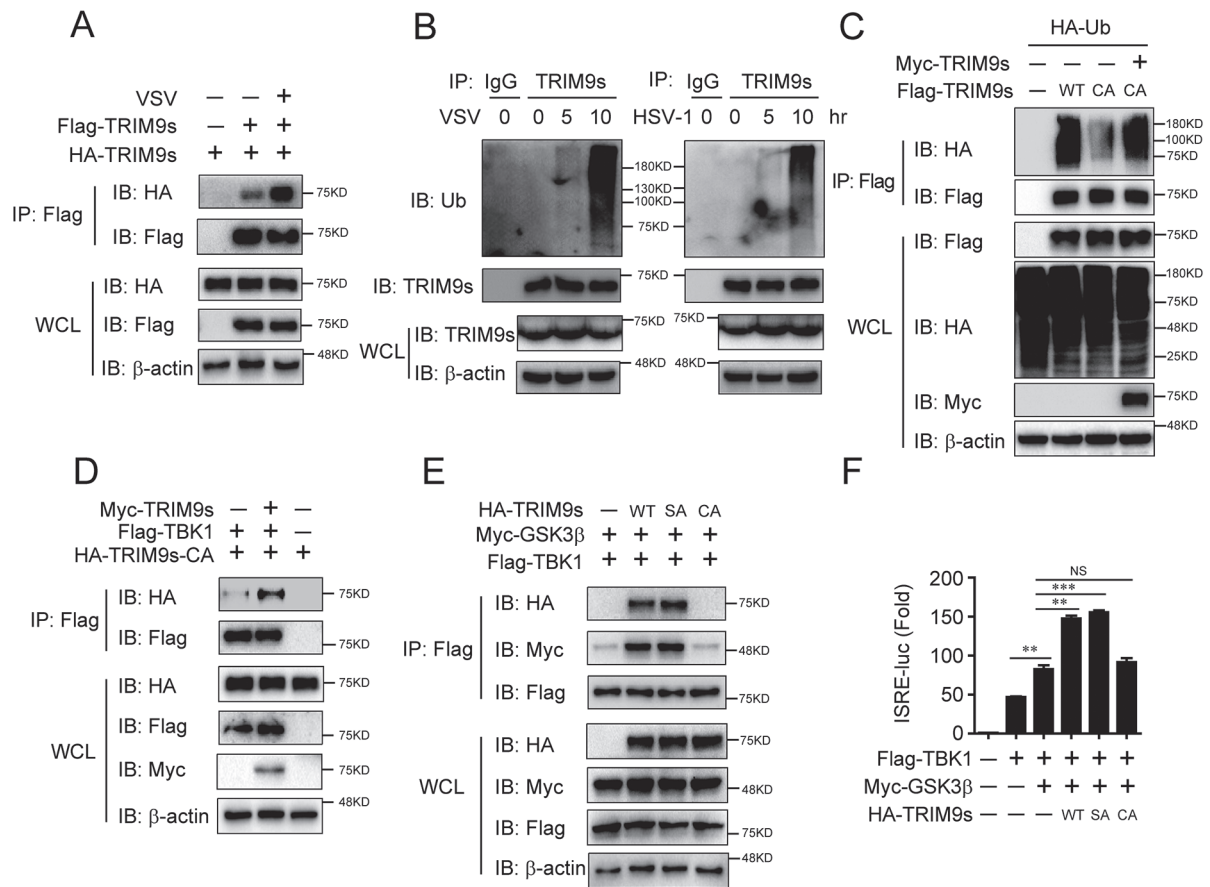 A
VSV — — +
Flag-TRIM9s — + +
HA-TRIM9s + + +
IP: Flag
IB: HA 75KD
IB: Flag 75KD
WCL
IB: HA 75KD
IB: Flag 75KD
IB: β-actin 48KD
B
IP: IgG TRIM9s IP: IgG TRIM9s
VSV 0 0 5 10 HSV-1 0 0 5 10 hr
IB: Ub
180KD 180KD
130KD 130KD
100KD 100KD
75KD 75KD
IB: TRIM9s 75KD 75KD
WCL
IB: TRIM9s 75KD 75KD
IB: β-actin 48KD 48KD
C
HA-Ub
Myc-TRIM9s — — — +
Flag-TRIM9s — WT CA CA
IP: Flag
IB: HA
180KD
100KD
75KD
IB: Flag 75KD
WCL
IB: Flag 75KD
IB: HA
180KD
75KD
48KD
25KD
IB: Myc 75KD
IB: β-actin 48KD
D
Myc-TRIM9s — + —
Flag-TBK1 + + —
HA-TRIM9s-CA + + +
IP: Flag
IB: HA 75KD
IB: Flag 75KD
WCL
IB: HA 75KD
IB: Flag 75KD
IB: Myc 75KD
IB: β-actin 48KD
E
HA-TRIM9s — WT SA CA
Myc-GSK3β + + + +
Flag-TBK1 + + + +
IP: Flag
IB: HA 75KD
IB: Myc 48KD
IB: Flag 75KD
WCL
IB: HA 75KD
IB: Myc 48KD
IB: Flag 75KD
IB: β-actin 48KD
F
NS
***
**
**
ISRE-luc (Fold)
200
150
100
50
0
Flag-TBK1 — + + + + +
Myc-GSK3β — — + + + +
HA-TRIM9s — — — WT SA CA